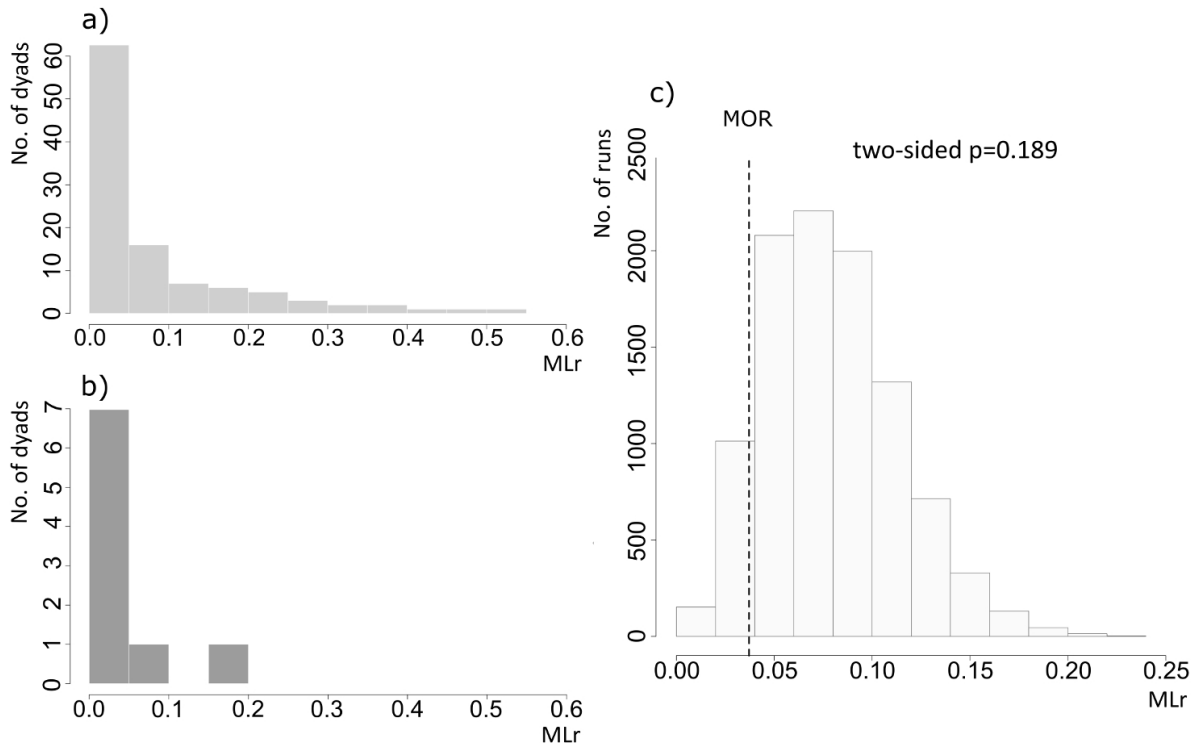 a)
No. of dyads
60
50
40
30
20
10
0
0.0 0.1 0.2 0.3 0.4 0.5 0.6
MLr
b)
No. of dyads
7
6
5
4
3
2
1
0
0.0 0.1 0.2 0.3 0.4 0.5 0.6
MLr
c)
MOR
two-sided p=0.189
No. of runs
2500
2000
1500
1000
500
0
0.00 0.05 0.10 0.15 0.20 0.25
MLr